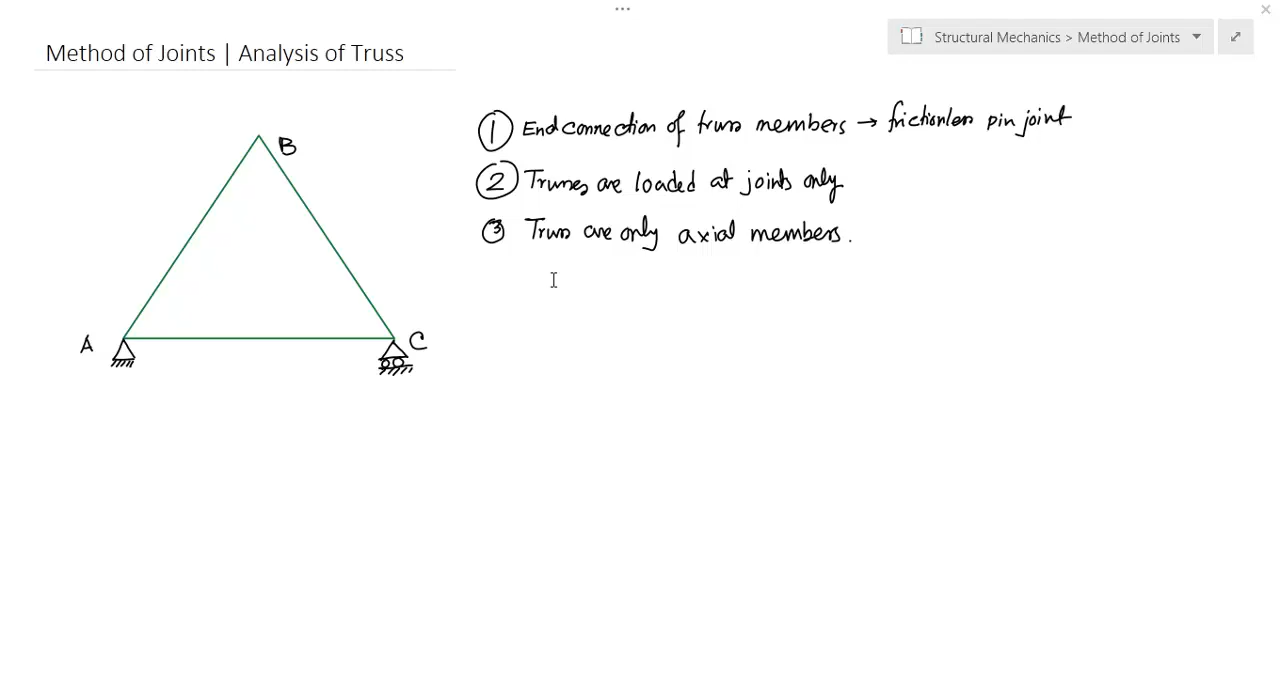 Structural Mechanics > Method of Joints
Method of Joints | Analysis of Truss
① End connection of truss members → frictionless pin joint
② Trusses are loaded at joints only
③ Truss are only axial members.
B
A
C